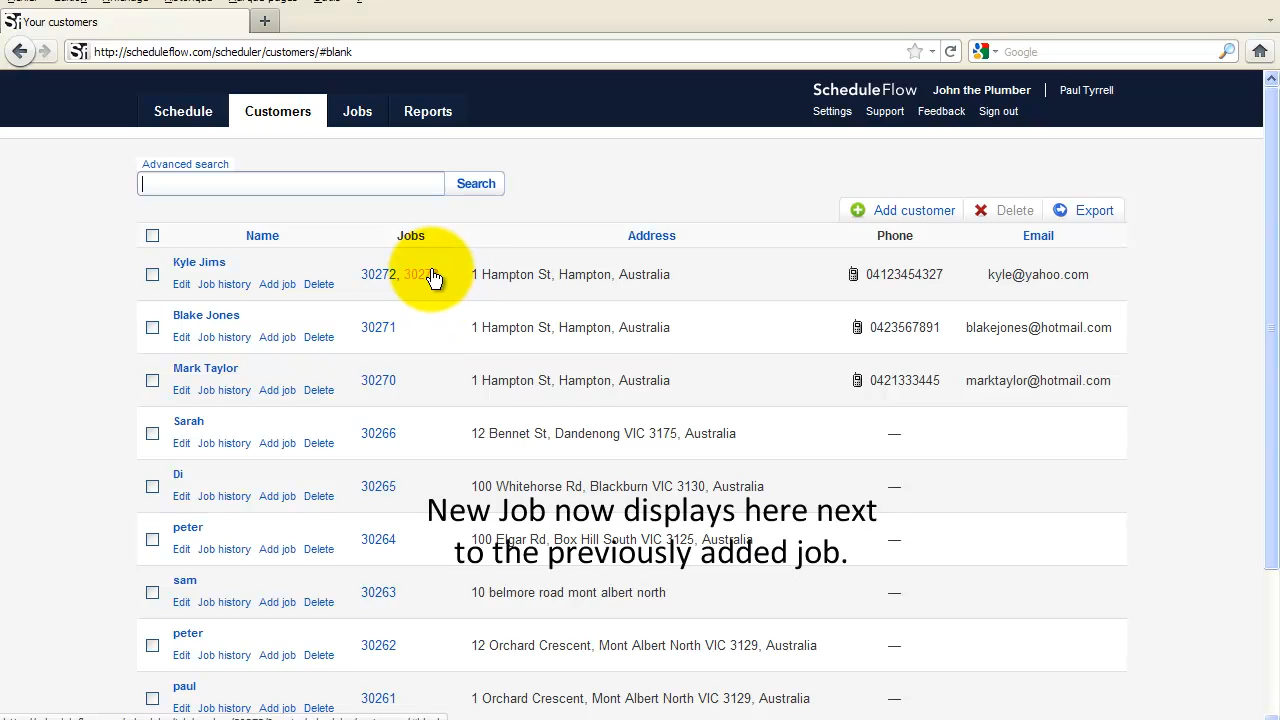 Your customers
http://scheduleflow.com/scheduler/customers/#blank
Google
ScheduleFlow John the Plumber Paul Tyrrell
Schedule Customers Jobs Reports
Settings Support Feedback Sign out
Advanced search
Search
Add customer Delete Export
Name Jobs Address Phone Email
Kyle Jims
30272, 1 Hampton St, Hampton, Australia 04123454327 kyle@yahoo.com
Edit Job history Add job Delete
Blake Jones
30271 1 Hampton St, Hampton, Australia 0423567891 blakejones@hotmail.com
Edit Job history Add job Delete
Mark Taylor
30270 1 Hampton St, Hampton, Australia 0421333445 marktaylor@hotmail.com
Edit Job history Add job Delete
Sarah
30266 12 Bennet St, Dandenong VIC 3175, Australia —
Edit Job history Add job Delete
Di
30265 100 Whitehorse Rd, Blackburn VIC 3130, Australia —
Edit Job history Add job Delete
New Job now displays here next
to the previously added job.
peter
30264 100 Elgar Rd, Box Hill South VIC 3125, Australia —
Edit Job history Add job Delete
sam
30263 10 belmore road mont albert north —
Edit Job history Add job Delete
peter
30262 12 Orchard Crescent, Mont Albert North VIC 3129, Australia —
Edit Job history Add job Delete
paul
30261 1 Orchard Crescent, Mont Albert North VIC 3129, Australia —